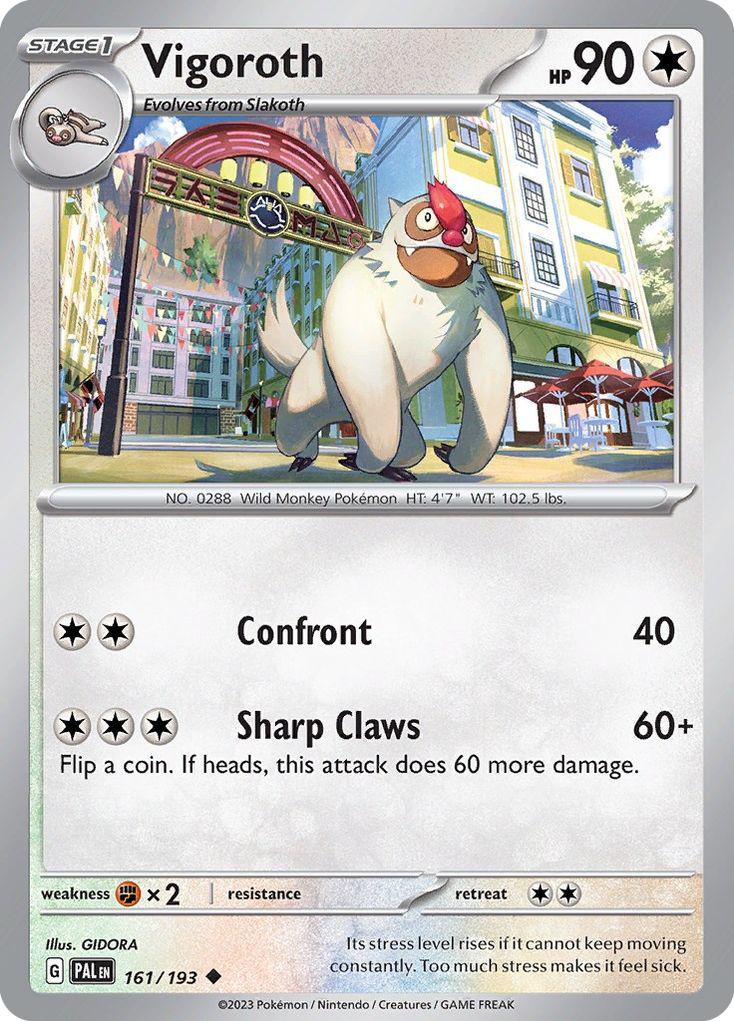 STAGE1
Vigoroth
HP 90
Evolves from Slakoth
NO. 0288 Wild Monkey Pokémon HT: 4'7" WT: 102.5 lbs.
Confront 40
Sharp Claws 60+
Flip a coin. If heads, this attack does 60 more damage.
weakness ×2 resistance retreat
Illus. GIDORA
Its stress level rises if it cannot keep moving
constantly. Too much stress makes it feel sick.
G PAL EN 161/193
©2023 Pokémon / Nintendo / Creatures / GAME FREAK